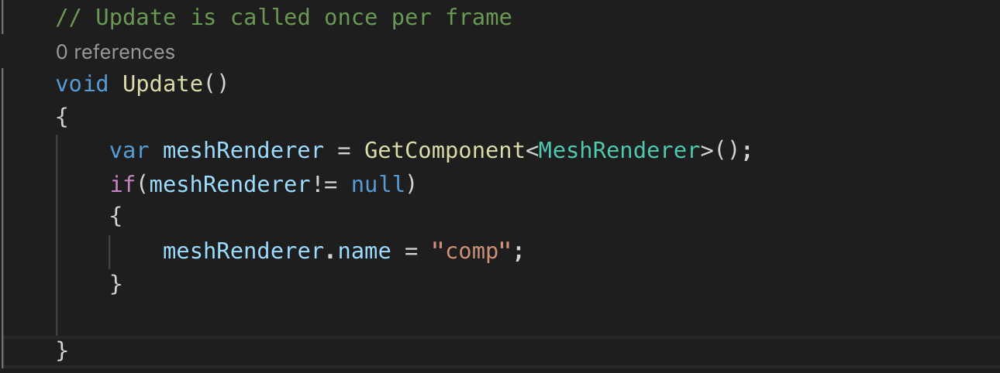 // Update is called once per frame
0 references
void Update()
{
var meshRenderer = GetComponent<MeshRenderer>();
if(meshRenderer!= null)
{
meshRenderer.name = "comp";
}
}